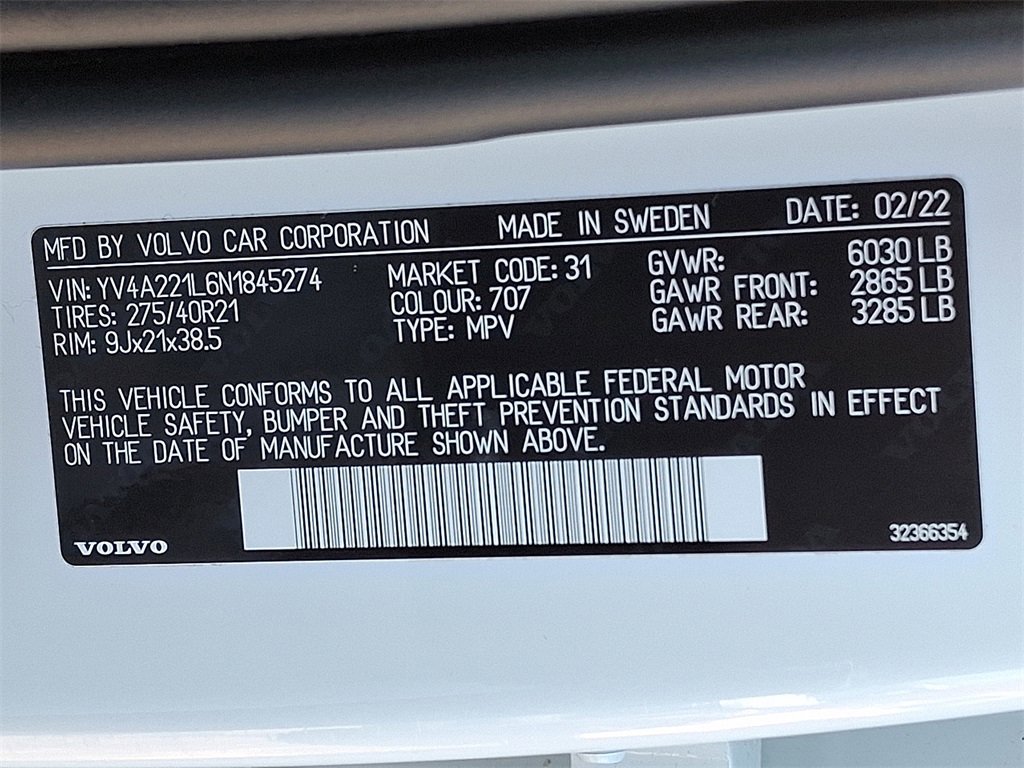 MFD BY VOLVO CAR CORPORATION MADE IN SWEDEN DATE: 02/22
VIN: YV4A221L6N1845274 MARKET CODE: 31 GVWR: 6030 LB
TIRES: 275/40R21 COLOUR: 707 GAWR FRONT: 2865 LB
RIM: 9Jx21x38.5 TYPE: MPV GAWR REAR: 3285 LB
THIS VEHICLE CONFORMS TO ALL APPLICABLE FEDERAL MOTOR
VEHICLE SAFETY, BUMPER AND THEFT PREVENTION STANDARDS IN EFFECT
ON THE DATE OF MANUFACTURE SHOWN ABOVE.
VOLVO 32366354